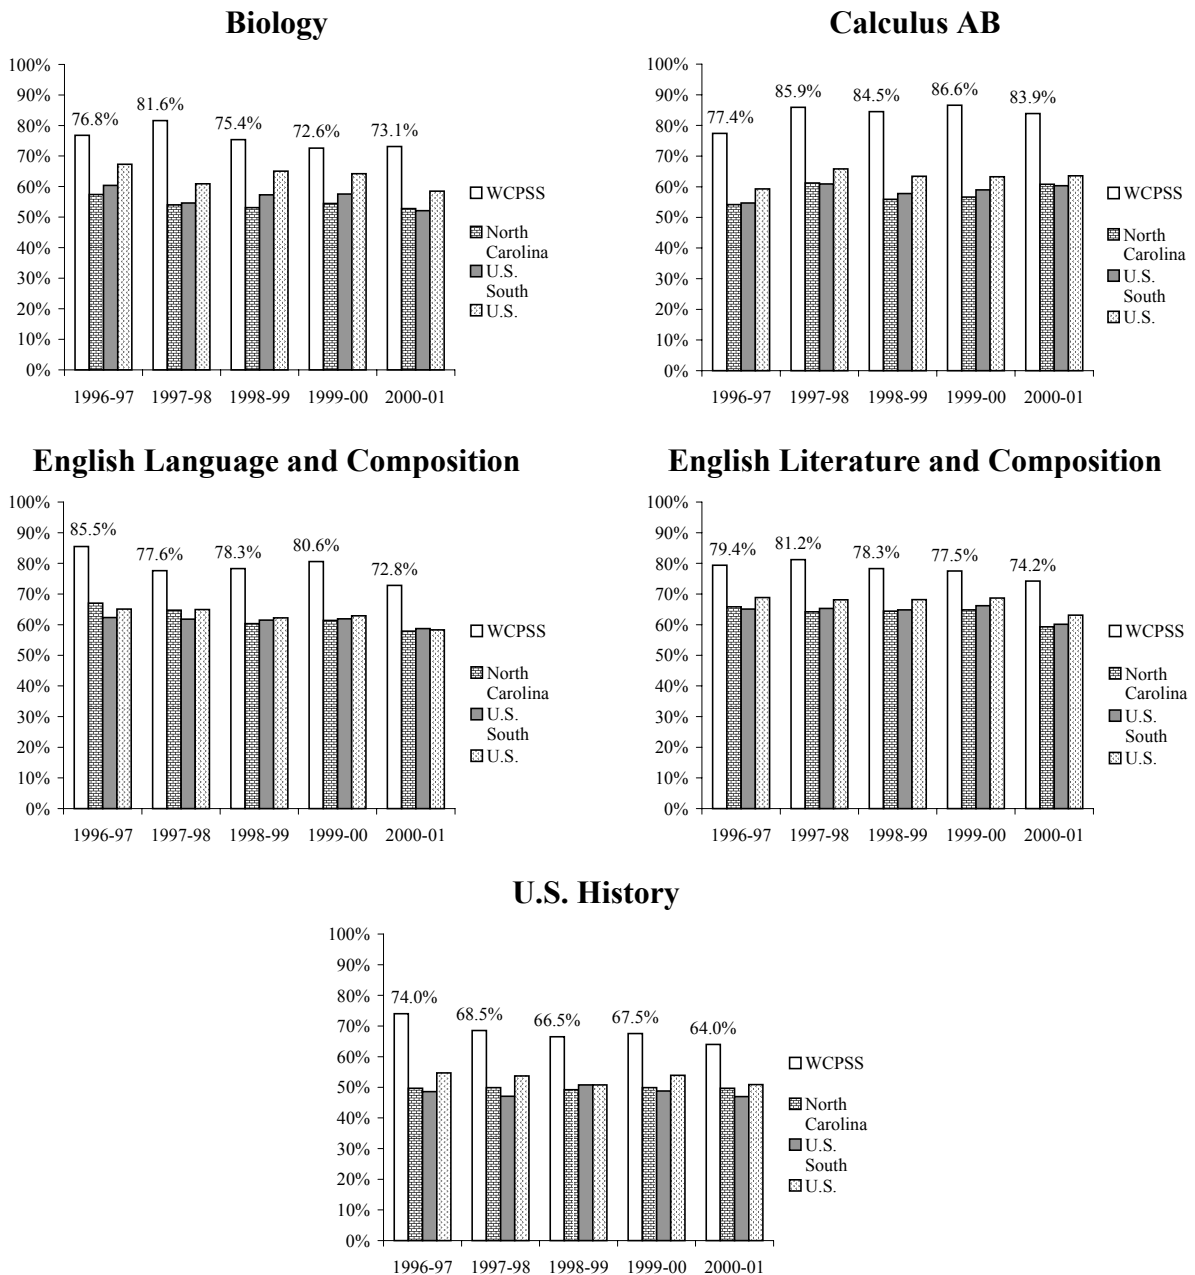 Biology
100%
90%
80%
70%
60%
50%
40%
30%
20%
10%
0%
76.8%
81.6%
75.4%
72.6%
73.1%
1996-97 1997-98 1998-99 1999-00 2000-01
WCPSS
North
Carolina
U.S.
South
U.S.
Calculus AB
100%
90%
80%
70%
60%
50%
40%
30%
20%
10%
0%
77.4%
85.9%
84.5%
86.6%
83.9%
1996-97 1997-98 1998-99 1999-00 2000-01
WCPSS
North
Carolina
U.S.
South
U.S.
English Language and Composition
100%
90%
80%
70%
60%
50%
40%
30%
20%
10%
0%
85.5%
77.6%
78.3%
80.6%
72.8%
1996-97 1997-98 1998-99 1999-00 2000-01
WCPSS
North
Carolina
U.S.
South
U.S.
English Literature and Composition
100%
90%
80%
70%
60%
50%
40%
30%
20%
10%
0%
79.4%
81.2%
78.3%
77.5%
74.2%
1996-97 1997-98 1998-99 1999-00 2000-01
WCPSS
North
Carolina
U.S.
South
U.S.
U.S. History
100%
90%
80%
70%
60%
50%
40%
30%
20%
10%
0%
74.0%
68.5%
66.5%
67.5%
64.0%
1996-97 1997-98 1998-99 1999-00 2000-01
WCPSS
North
Carolina
U.S.
South
U.S.